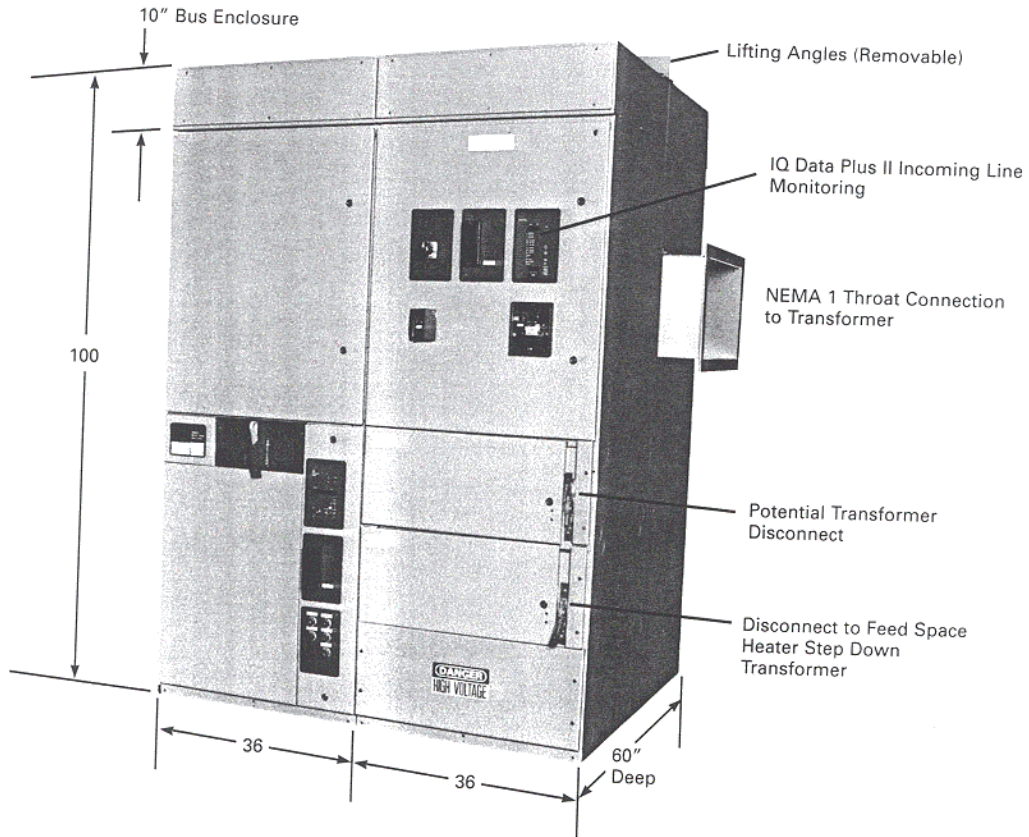 10" Bus Enclosure
Lifting Angles (Removable)
IQ Data Plus II Incoming Line
Monitoring
NEMA 1 Throat Connection
to Transformer
100
Potential Transformer
Disconnect
Disconnect to Feed Space
Heater Step Down
Transformer
DANGER
HIGH VOLTAGE
36
36
60"
Deep